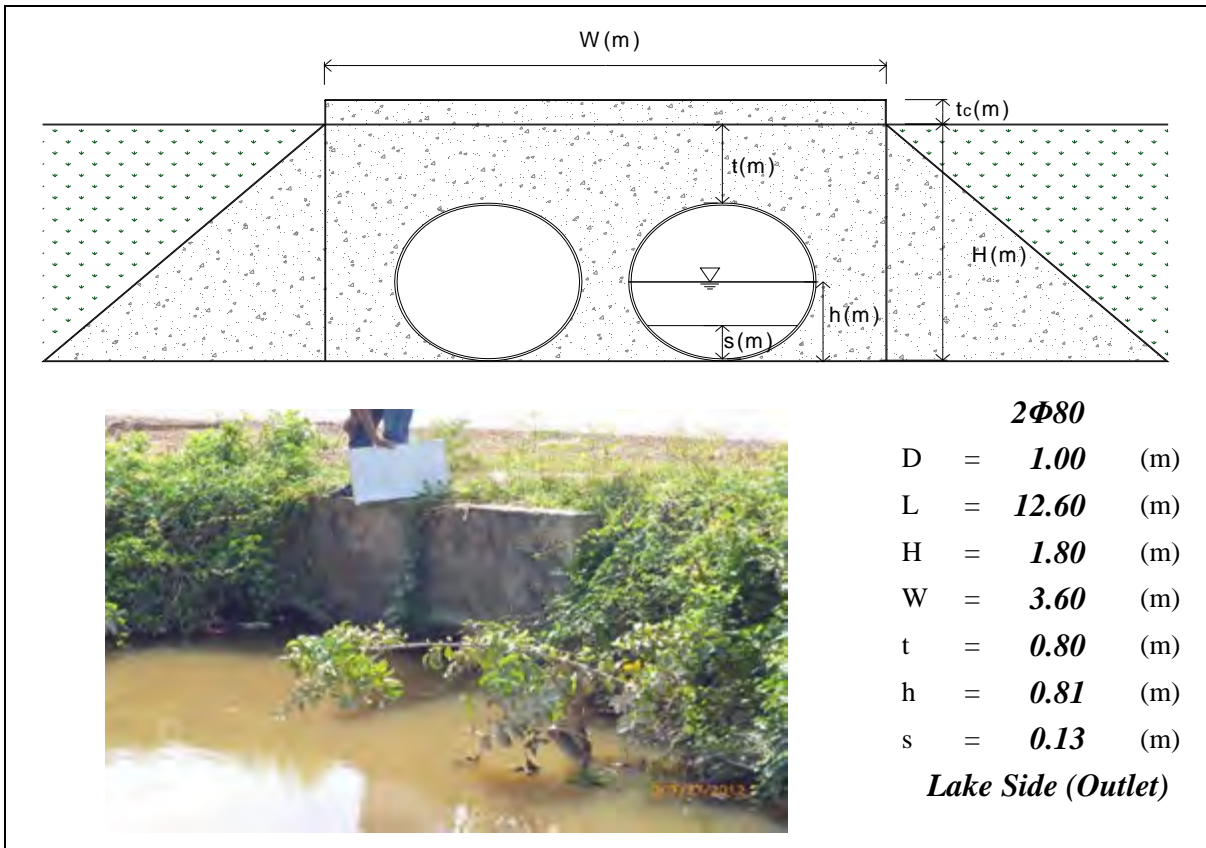 W(m)
tc(m)
t(m)
H(m)
h(m)
s(m)
2Φ80
D = 1.00 (m)
L = 12.60 (m)
H = 1.80 (m)
W = 3.60 (m)
t = 0.80 (m)
h = 0.81 (m)
s = 0.13 (m)
Lake Side (Outlet)